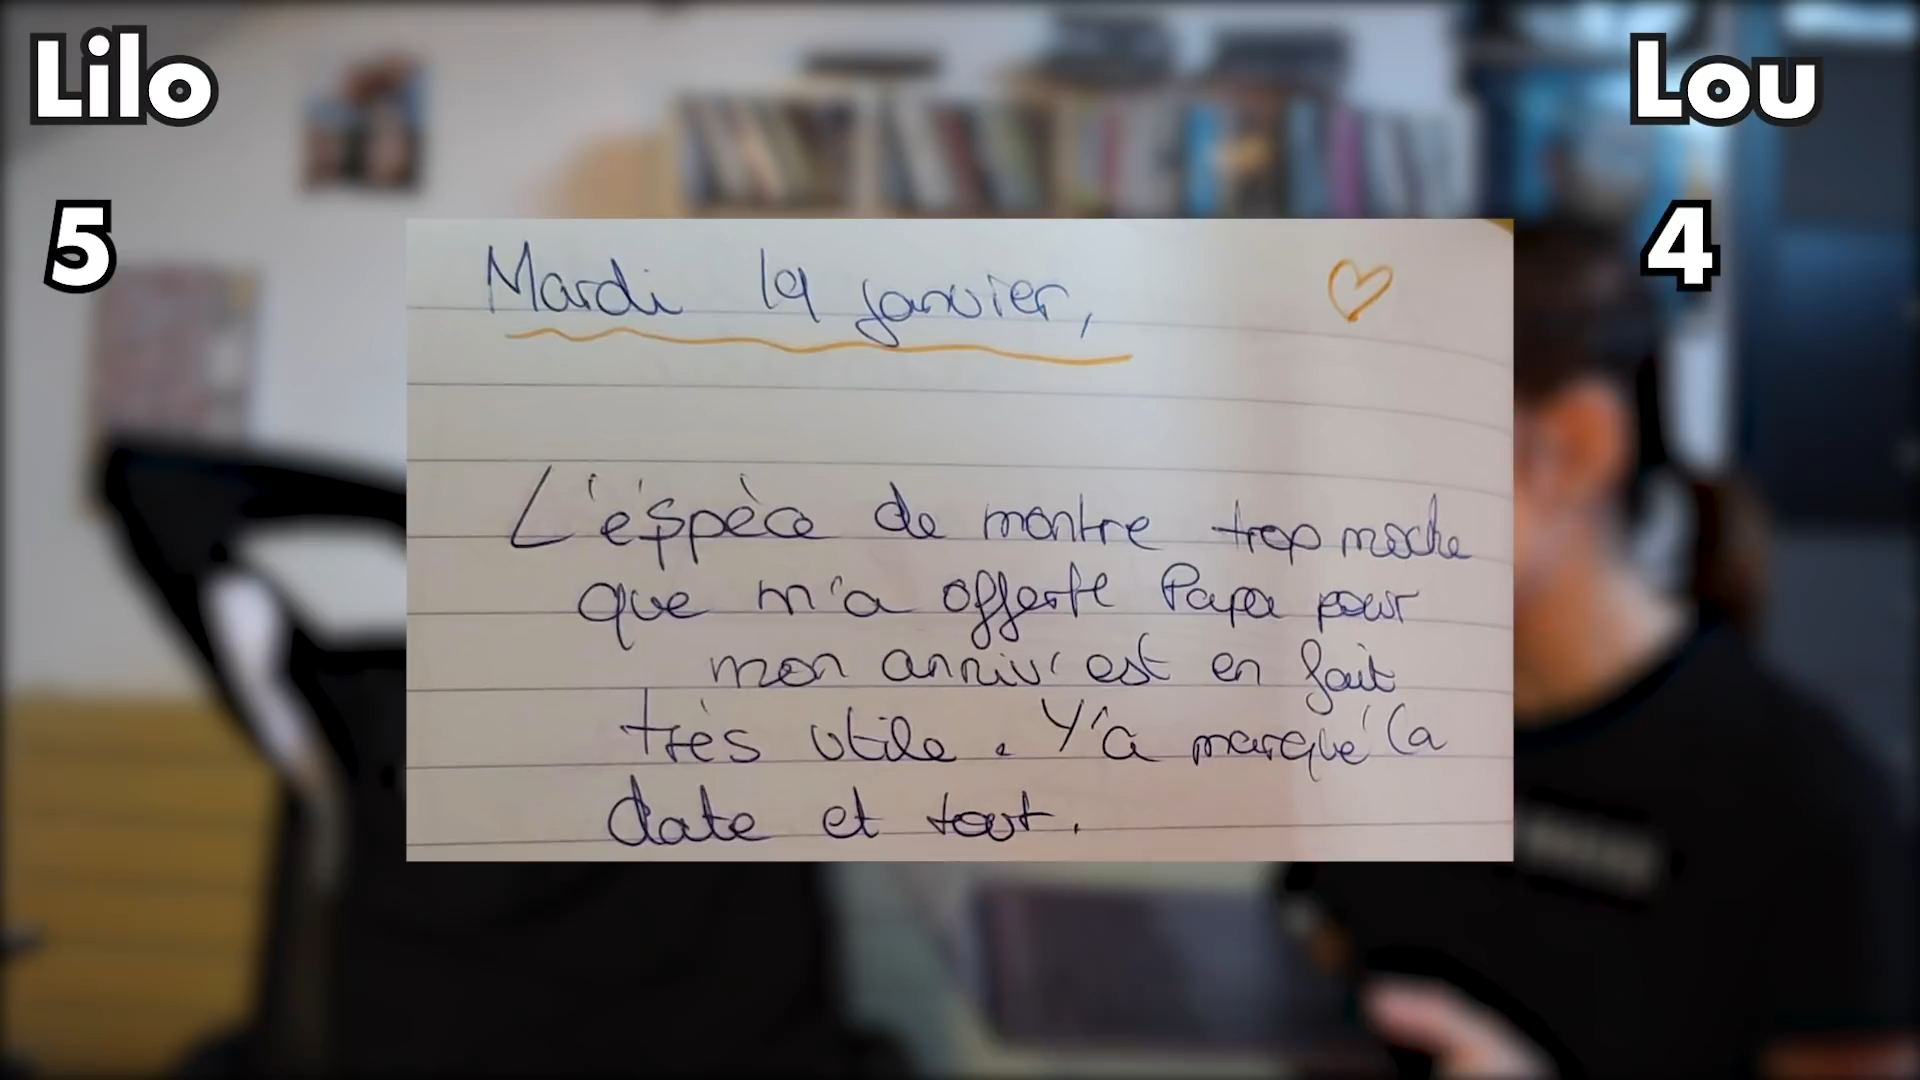 Lilo
5
Lou
4
Mardi 19 janvier,
L'espèce de montre trop moche
que m'a offerte Papa pour
mon anniv' est en fait
très utile. Y'a marqué la
date et tout.